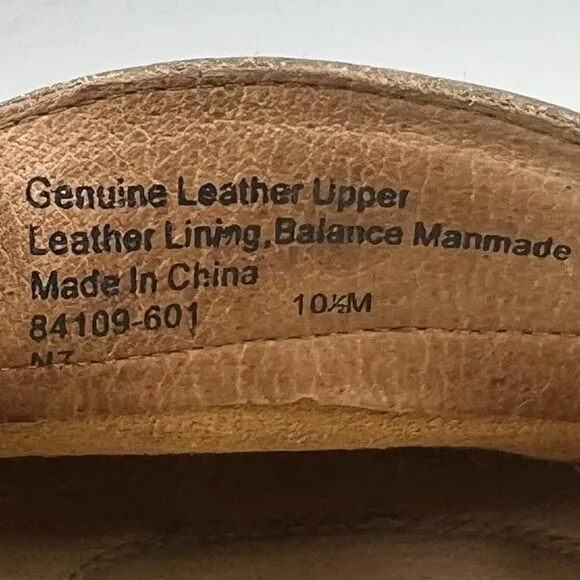 Genuine Leather Upper
Leather Lining,Balance Manmade
Made In China
84109-601 10½M